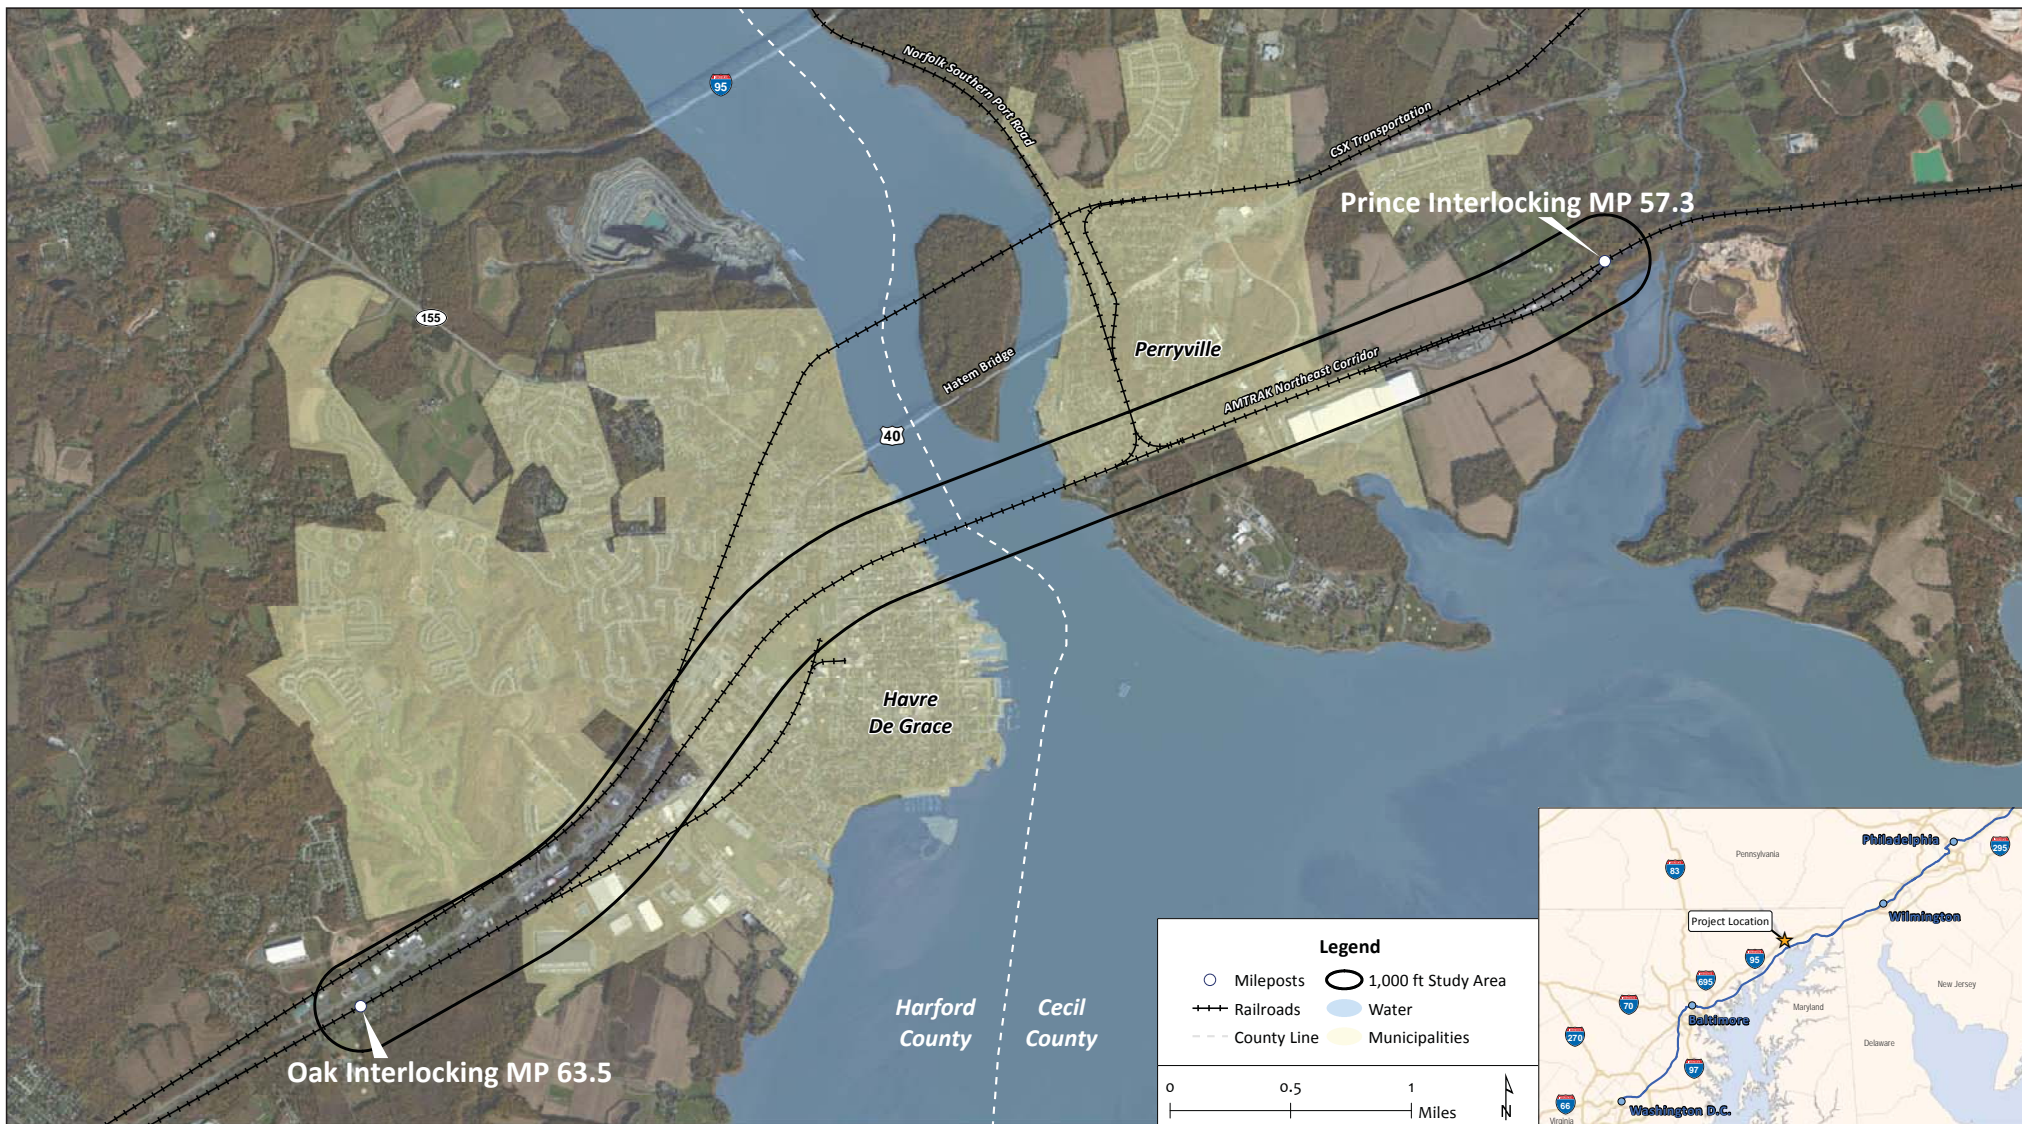 95
Norfolk Southern Port Road
CSX Transportation
Prince Interlocking MP 57.3
155
Perryville
Hatem Bridge
AMTRAK Northeast Corridor
40
Havre
De Grace
Harford
County
Cecil
County
Oak Interlocking MP 63.5
Legend
Mileposts
1,000 ft Study Area
Railroads
Water
County Line
Municipalities
0
0.5
1
Miles
N
Philadelphia
295
Pennsylvania
83
Wilmington
Project Location
95
695
New Jersey
70
Maryland
Baltimore
270
Delaware
97
66
Washington D.C.
Virginia